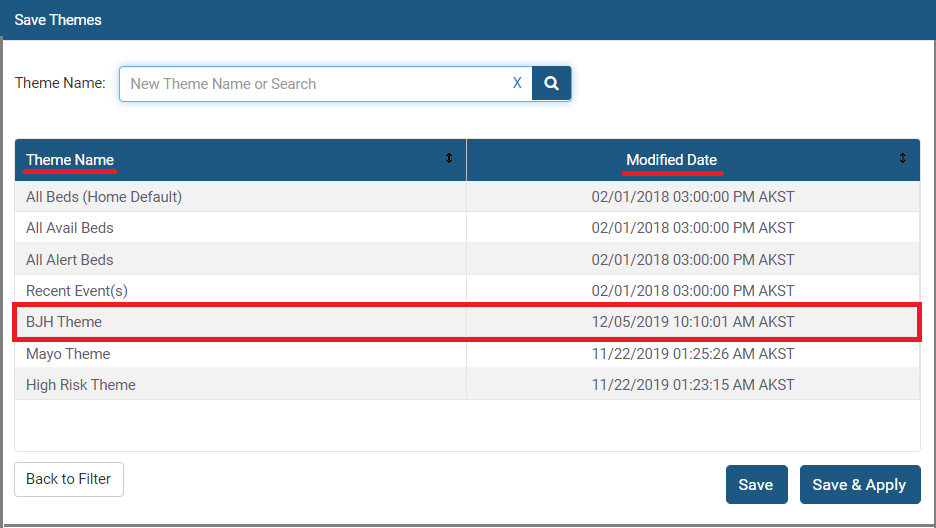 Save Themes
Theme Name: New Theme Name or Search X
Theme Name Modified Date
All Beds (Home Default) 02/01/2018 03:00:00 PM AKST
All Avail Beds 02/01/2018 03:00:00 PM AKST
All Alert Beds 02/01/2018 03:00:00 PM AKST
Recent Event(s) 02/01/2018 03:00:00 PM AKST
BJH Theme 12/05/2019 10:10:01 AM AKST
Mayo Theme 11/22/2019 01:25:26 AM AKST
High Risk Theme 11/22/2019 01:23:15 AM AKST
Back to Filter Save Save & Apply